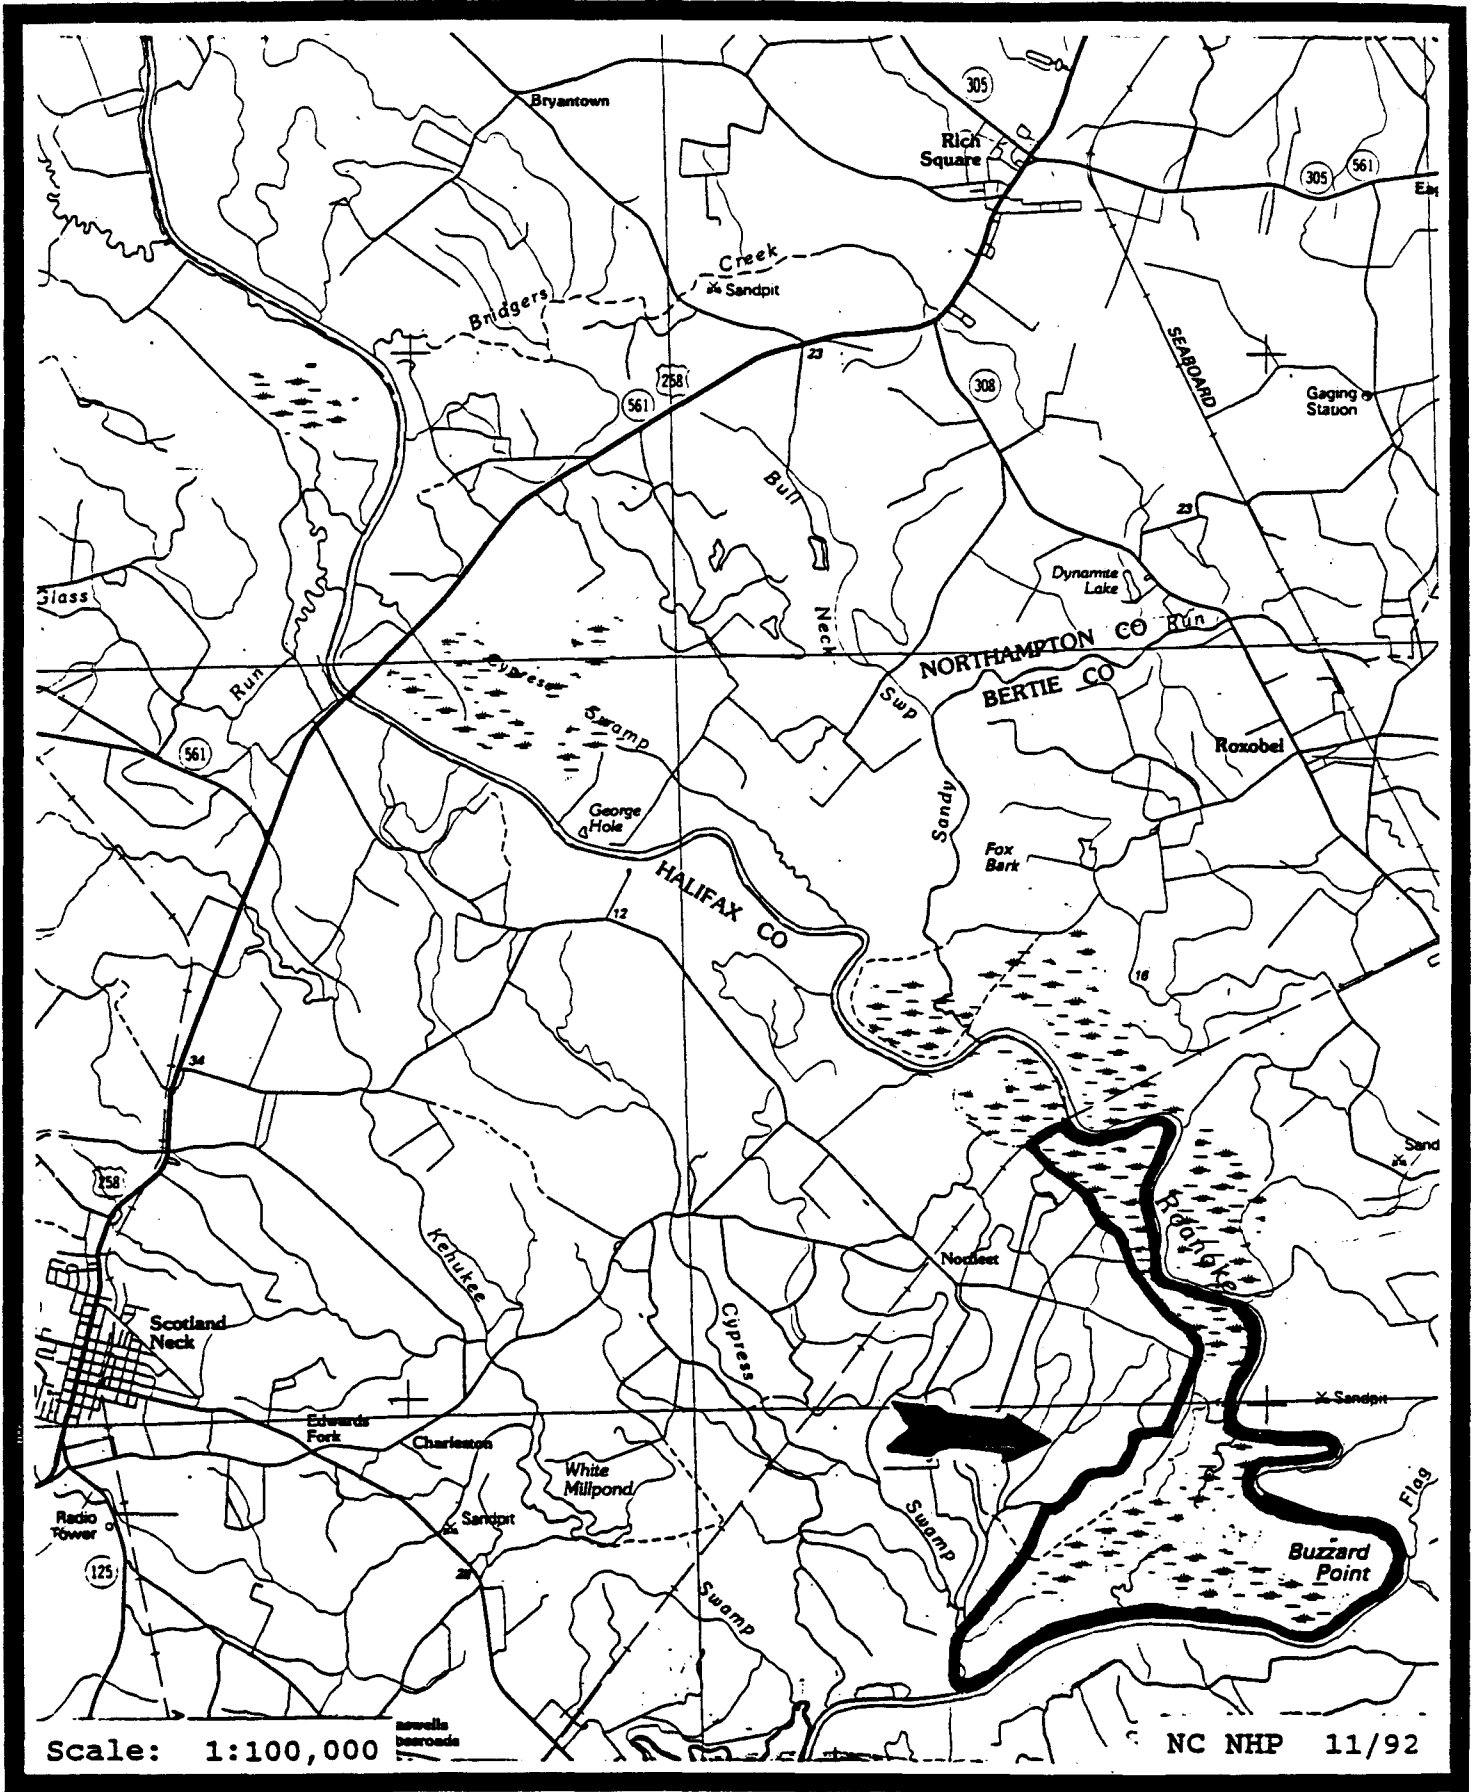 305
Bryantown
Rich
Square
305
561
Creek
Sandpit
Bridgers
23
258
561
308
SEABOARD
Gaging
Station
Bull
23
Dynamite
Lake
Glass
Neck
Run
NORTHAMPTON CO
BERTIE CO
Run
Cypress
Swp
Swamp
561
Roxobel
George
Hole
Sandy
Fox
Bark
HALIFAX CO
12
16
34
Sand
258
Roanoke
Kehukee
Norfleet
Scotland
Neck
Cypress
Sandpit
Edwards
Fork
Charleston
White
Millpond
Flag
Radio
Tower
Sandpit
Swamp
Buzzard
Point
125
28
Swamp
Scale: 1:100,000
NC NHP 11/92